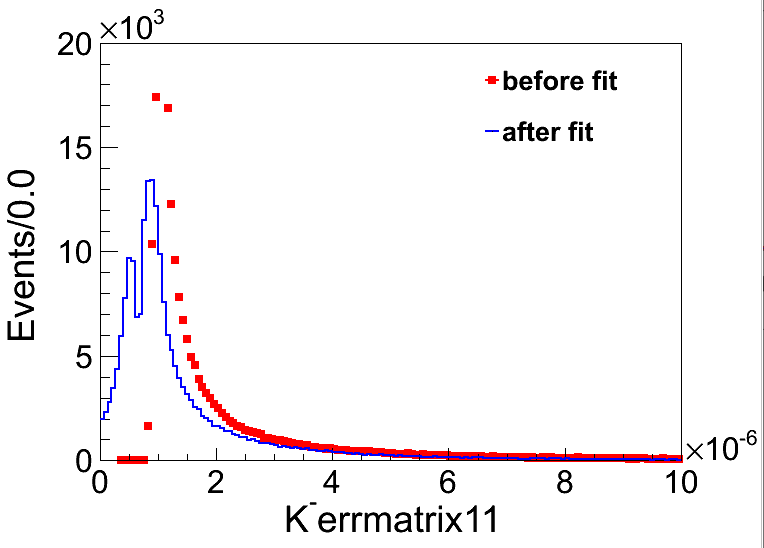 ×10³
20
15
10
5
0
Events/0.0
before fit
after fit
0 2 4 6 8 10
×10⁻⁶
K⁻errmatrix11